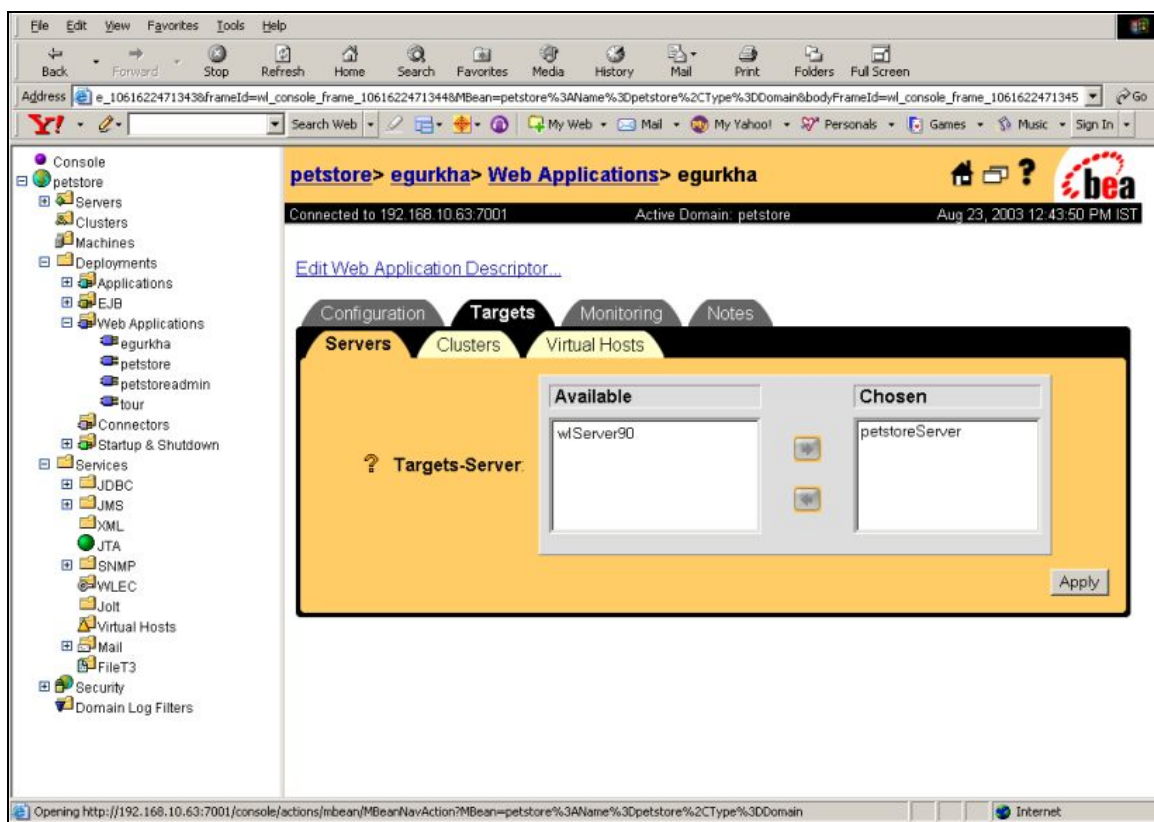 File Edit View Favorites Tools Help
Back Forward Stop Refresh Home Search Favorites Media History Mail Print Folders Full Screen
Address e_1061622471343&frameId=wl_console_frame_1061622471344&MBean=petstore%3AName%3Dpetstore%2CType%3DDomain&bodyFrameId=wl_console_frame_1061622471345 Go
Y! Search Web My Web Mail My Yahoo! Personals Games Music Sign In
Console
petstore
Servers
Clusters
Machines
Deployments
Applications
EJB
Web Applications
egurkha
petstore
petstoreadmin
tour
Connectors
Startup & Shutdown
Services
JDBC
JMS
XML
JTA
SNMP
WLEC
Jolt
Virtual Hosts
Mail
FileT3
Security
Domain Log Filters
petstore> egurkha> Web Applications> egurkha
? bea
Connected to 192.168.10.63:7001 Active Domain: petstore Aug 23, 2003 12:43:50 PM IST
Edit Web Application Descriptor...
Configuration Targets Monitoring Notes
Servers Clusters Virtual Hosts
Available Chosen
wlServer90 petstoreServer
? Targets-Server:
Apply
Opening http://192.168.10.63:7001/console/actions/mbean/MBeanNavAction?MBean=petstore%3AName%3Dpetstore%2CType%3DDomain Internet